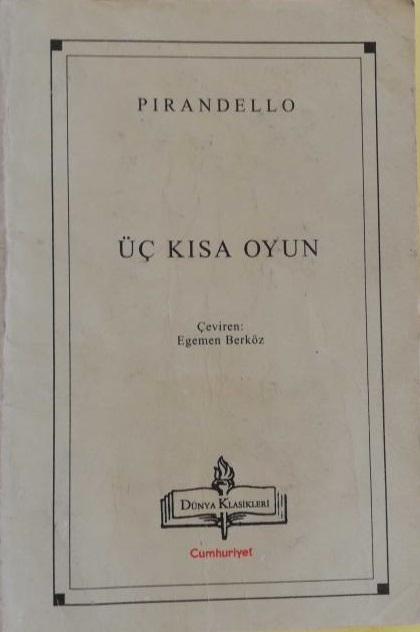 PIRANDELLO
ÜÇ KISA OYUN
Çeviren:
Egemen Berköz
DÜNYA KLASİKLERİ
Cumhuriyet